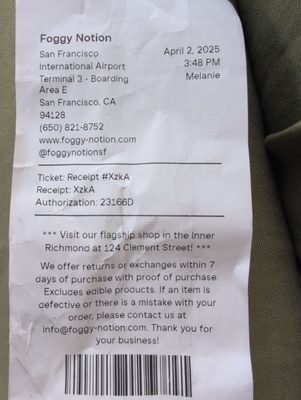 Foggy Notion
San Francisco
International Airport
Terminal 3 - Boarding
Area E
San Francisco, CA
94128
(650) 821-8752
www.foggy-notion.com
@foggynotionsf
April 2, 2025
3:48 PM
Melanie
Ticket: Receipt #XzkA
Receipt: XzkA
Authorization: 23166D
*** Visit our flagship shop in the Inner
Richmond at 124 Clement Street! ***
We offer returns or exchanges within 7
days of purchase with proof of purchase.
Excludes edible products. If an item is
defective or there is a mistake with your
order, please contact us at
info@foggy-notion.com. Thank you for
your business!